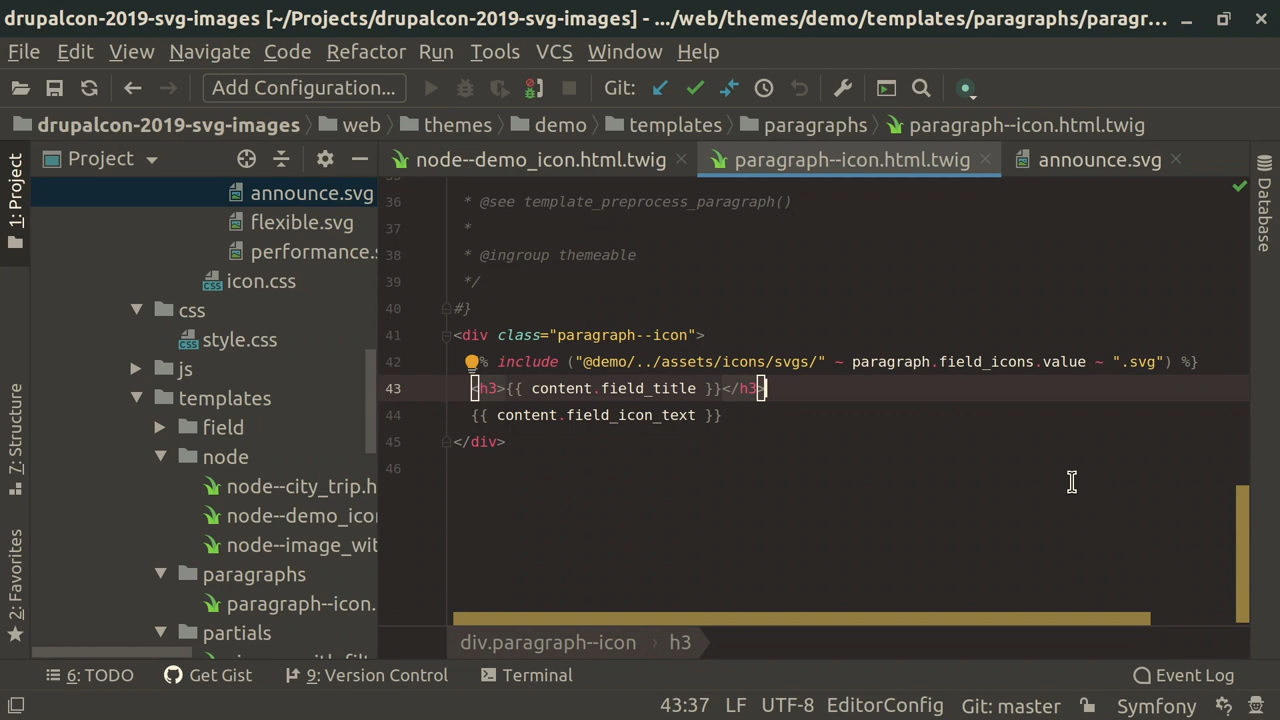 drupalcon-2019-svg-images [~/Projects/drupalcon-2019-svg-images] - .../web/themes/demo/templates/paragraphs/paragr...
File Edit View Navigate Code Refactor Run Tools VCS Window Help
Add Configuration... Git:
drupalcon-2019-svg-images web themes demo templates paragraphs paragraph--icon.html.twig
Project node--demo_icon.html.twig paragraph--icon.html.twig announce.svg
1: Project
7: Structure
2: Favorites
announce.svg
flexible.svg
performance.s
icon.css
css
style.css
js
templates
field
node
node--city_trip.h
node--demo_icon
node--image_wit
paragraphs
paragraph--icon.
partials
36 * @see template_preprocess_paragraph()
37 *
38 * @ingroup themeable
39 */
40 #}
41 <div class="paragraph--icon">
42 % include ("@demo/../assets/icons/svgs/" ~ paragraph.field_icons.value ~ ".svg") %}
43 <h3>{{ content.field_title }}</h3>
44 {{ content.field_icon_text }}
45 </div>
46
Database
div.paragraph--icon h3
6: TODO Get Gist 9: Version Control Terminal Event Log
43:37 LF UTF-8 EditorConfig Git: master Symfony